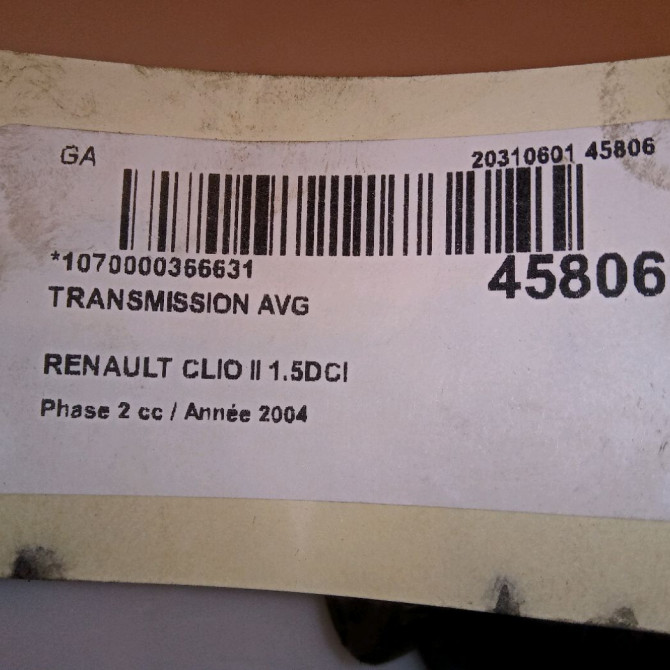 GA 20310601 45806
*1070000366631 45806
TRANSMISSION AVG
RENAULT CLIO II 1.5DCI
Phase 2 cc / Année 2004